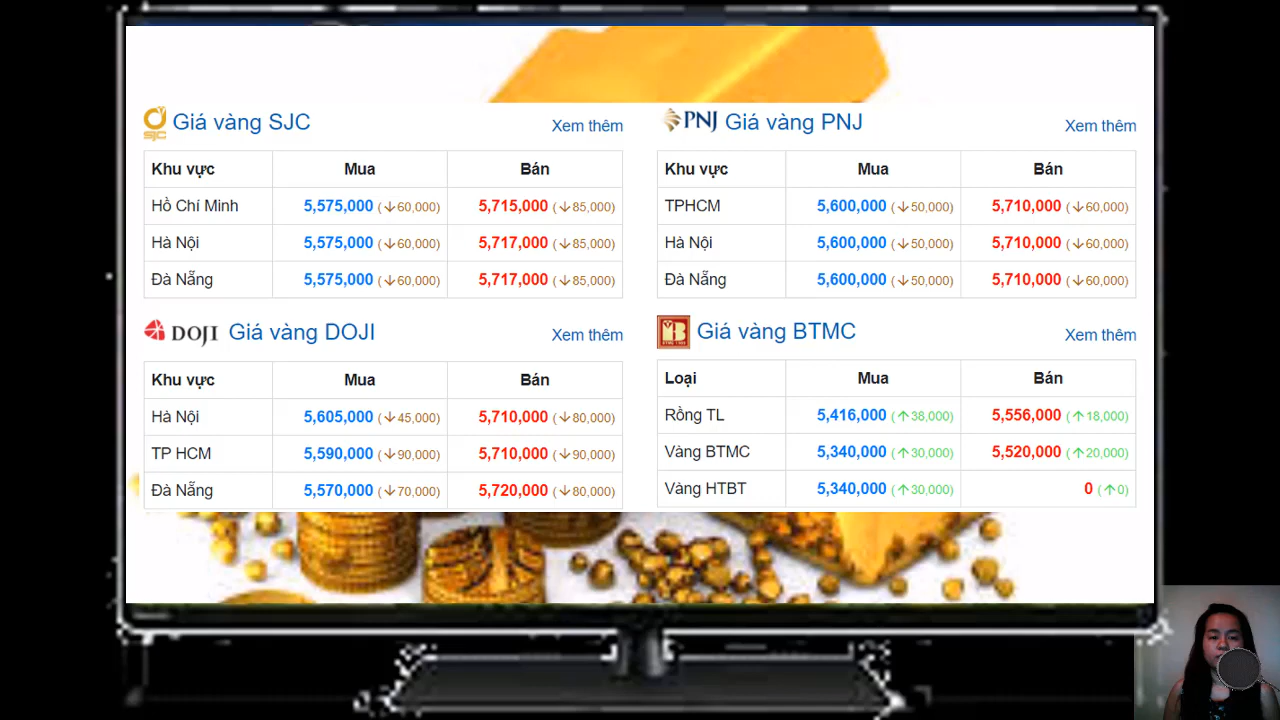 SJC Giá vàng SJC Xem thêm
Khu vực Mua Bán
Hồ Chí Minh 5,575,000 (↓60,000) 5,715,000 (↓85,000)
Hà Nội 5,575,000 (↓60,000) 5,717,000 (↓85,000)
Đà Nẵng 5,575,000 (↓60,000) 5,717,000 (↓85,000)
PNJ Giá vàng PNJ Xem thêm
Khu vực Mua Bán
TPHCM 5,600,000 (↓50,000) 5,710,000 (↓60,000)
Hà Nội 5,600,000 (↓50,000) 5,710,000 (↓60,000)
Đà Nẵng 5,600,000 (↓50,000) 5,710,000 (↓60,000)
DOJI Giá vàng DOJI Xem thêm
Khu vực Mua Bán
Hà Nội 5,605,000 (↓45,000) 5,710,000 (↓80,000)
TP HCM 5,590,000 (↓90,000) 5,710,000 (↓90,000)
Đà Nẵng 5,570,000 (↓70,000) 5,720,000 (↓80,000)
Giá vàng BTMC Xem thêm
Loại Mua Bán
Rồng TL 5,416,000 (↑38,000) 5,556,000 (↑18,000)
Vàng BTMC 5,340,000 (↑30,000) 5,520,000 (↑20,000)
Vàng HTBT 5,340,000 (↑30,000) 0 (↑0)